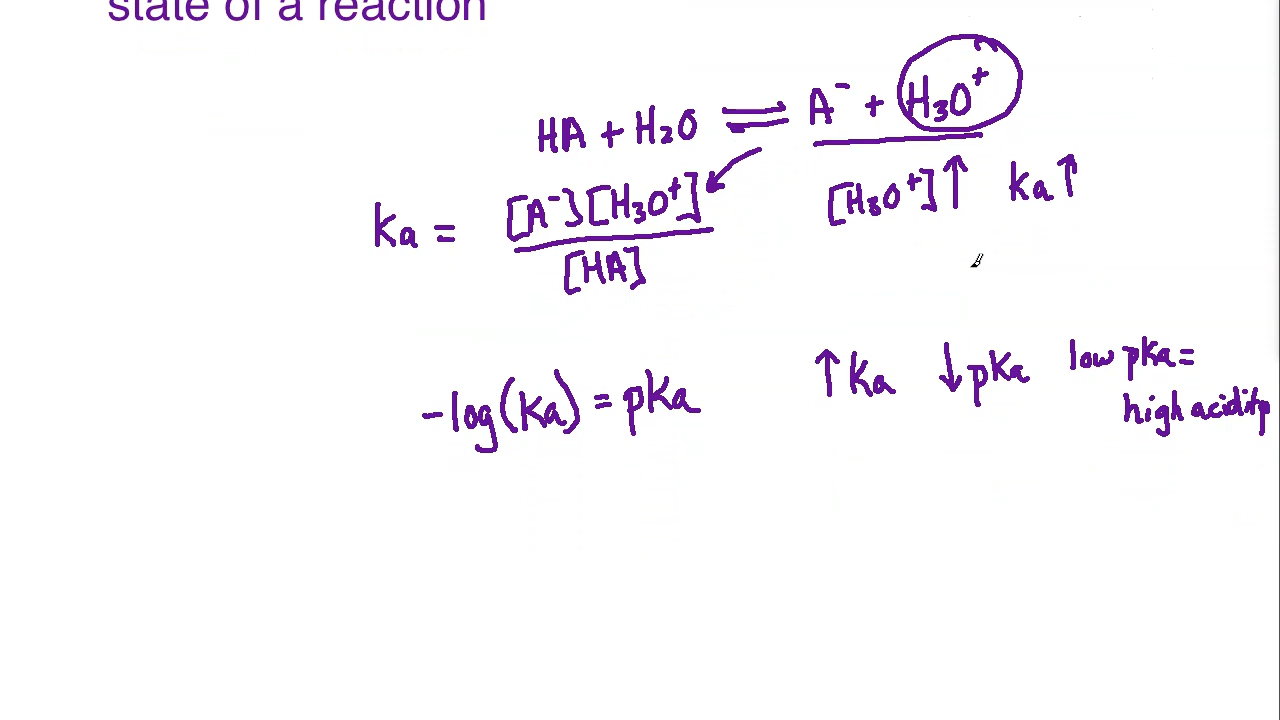 state of a reaction
HA + H₂O ⇌ A⁻ + H₃O⁺
Ka = [A⁻][H₃O⁺] / [HA]
[H₃O⁺]↑ Ka↑
-log(Ka) = pKa
↑Ka ↓pKa low pKa =
high acidity